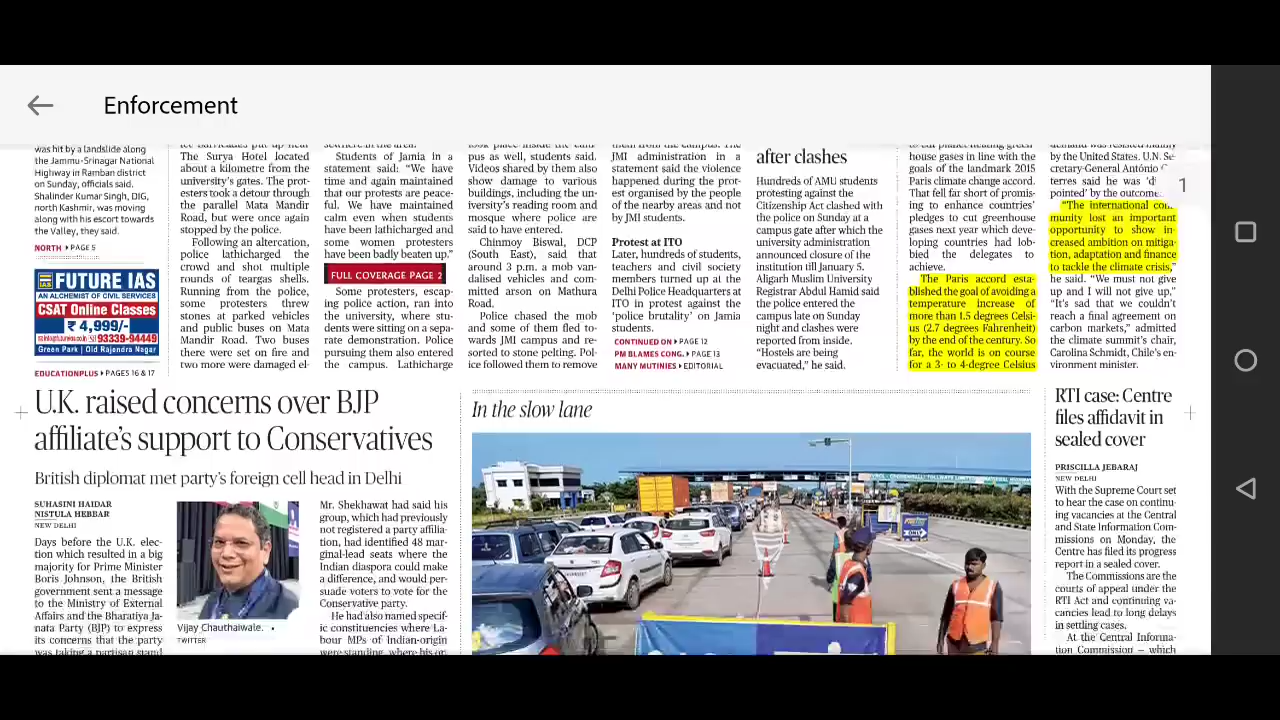 Enforcement
1
was hit by a landslide along
the Jammu-Srinagar National
Highway in Ramban district
on Sunday, officials said.
Shalinder Kumar Singh, DIG,
north Kashmir, was moving
along with his escort towards
the Valley, they said.
NORTH PAGE 5
FUTURE IAS
AN ALCHEMIST OF CIVIL SERVICES
CSAT Online Classes
₹ 4,999/-
93339-94448
Green Park | Old Rajendra Nagar
EDUCATIONPLUS PAGES 16 & 17
The Surya Hotel located
about a kilometre from the
university's gates. The prot-
esters took a detour through
the parallel Mata Mandir
Road, but were once again
stopped by the police.
Following an altercation,
police lathicharged the
crowd and shot multiple
rounds of teargas shells.
Running from the police,
some protesters threw
stones at parked vehicles
and public buses on Mata
Mandir Road. Two buses
there were set on fire and
two more were damaged el-
Students of Jamia in a
statement said: "We have
time and again maintained
that our protests are peace-
ful. We have maintained
calm even when students
have been lathicharged and
some women protesters
have been badly beaten up."
FULL COVERAGE PAGE 2
Some protesters, escap-
ing police action, ran into
the university, where stu-
dents were sitting on a sepa-
rate demonstration. Police
pursuing them also entered
the campus. Lathicharge
took place inside the cam-
pus as well, students said.
Videos shared by them also
show damage to various
buildings, including the un-
iversity's reading room and
mosque where police are
said to have entered.
Chinmoy Biswal, DCP
(South East), said that
around 3 p.m. a mob van-
dalised vehicles and com-
mitted arson on Mathura
Road.
Police chased the mob
and some of them fled to-
wards JMI campus and re-
sorted to stone pelting. Pol-
ice followed them to remove
them from the campus. The
JMI administration in a
statement said the violence
happened during the prot-
est organised by the people
of the nearby areas and not
by JMI students.
Protest at ITO
Later, hundreds of students,
teachers and civil society
members turned up at the
Delhi Police Headquarters at
ITO in protest against the
'police brutality' on Jamia
students.
CONTINUED ON PAGE 12
PM BLAMES CONG. PAGE 13
MANY MUTINIES EDITORIAL
after clashes
Hundreds of AMU students
protesting against the
Citizenship Act clashed with
the police on Sunday at a
campus gate after which the
university administration
announced closure of the
institution till January 5.
Aligarh Muslim University
Registrar Abdul Hamid said
the police entered the
campus late on Sunday
night and clashes were
reported from inside.
"Hostels are being
evacuated," he said.
house gases in line with the
goals of the landmark 2015
Paris climate change accord.
That fell far short of promis-
ing to enhance countries'
pledges to cut greenhouse
gases next year which deve-
loping countries had lob-
bied the delegates to
achieve.
The Paris accord esta-
blished the goal of avoiding a
temperature increase of
more than 1.5 degrees Celsi-
us (2.7 degrees Fahrenheit)
by the end of the century. So
far, the world is on course
for a 3- to 4-degree Celsius
by the United States. U.N. Se
cretary-General António
terres said he was
pointed' by the outcome.
"The international
munity lost an important
opportunity to show in-
creased ambition on mitiga-
tion, adaptation and finance
to tackle the climate crisis,"
he said. "We must not give
up and I will not give up."
"It's sad that we couldn't
reach a final agreement on
carbon markets," admitted
the climate summit's chair,
Carolina Schmidt, Chile's en-
vironment minister.
U.K. raised concerns over BJP
affiliate's support to Conservatives
British diplomat met party's foreign cell head in Delhi
SUHASINI HAIDAR
NISTULA HEBBAR
NEW DELHI
Days before the U.K. elec-
tion which resulted in a big
majority for Prime Minister
Boris Johnson, the British
government sent a message
to the Ministry of External
Affairs and the Bharatiya Ja-
nata Party (BJP) to express
its concerns that the party
was taking a partisan stand
Vijay Chauthaiwale.
TWITTER
Mr. Shekhawat had said his
group, which had previously
not registered a party affilia-
tion, had identified 48 mar-
ginal-lead seats where the
Indian diaspora could make
a difference, and would per-
suade voters to vote for the
Conservative party.
He had also named specif-
ic constituencies where La-
bour MPs of Indian-origin
were standing, where his or-
In the slow lane
RTI case: Centre
files affidavit in
sealed cover
PRISCILLA JEBARAJ
NEW DELHI
With the Supreme Court set
to hear the case on continu-
ing vacancies at the Central
and State Information Com-
missions on Monday, the
Centre has filed its progress
report in a sealed cover.
The Commissions are the
courts of appeal under the
RTI Act and continuing va-
cancies lead to long delays
in settling cases.
At the Central Informa-
tion Commission – which